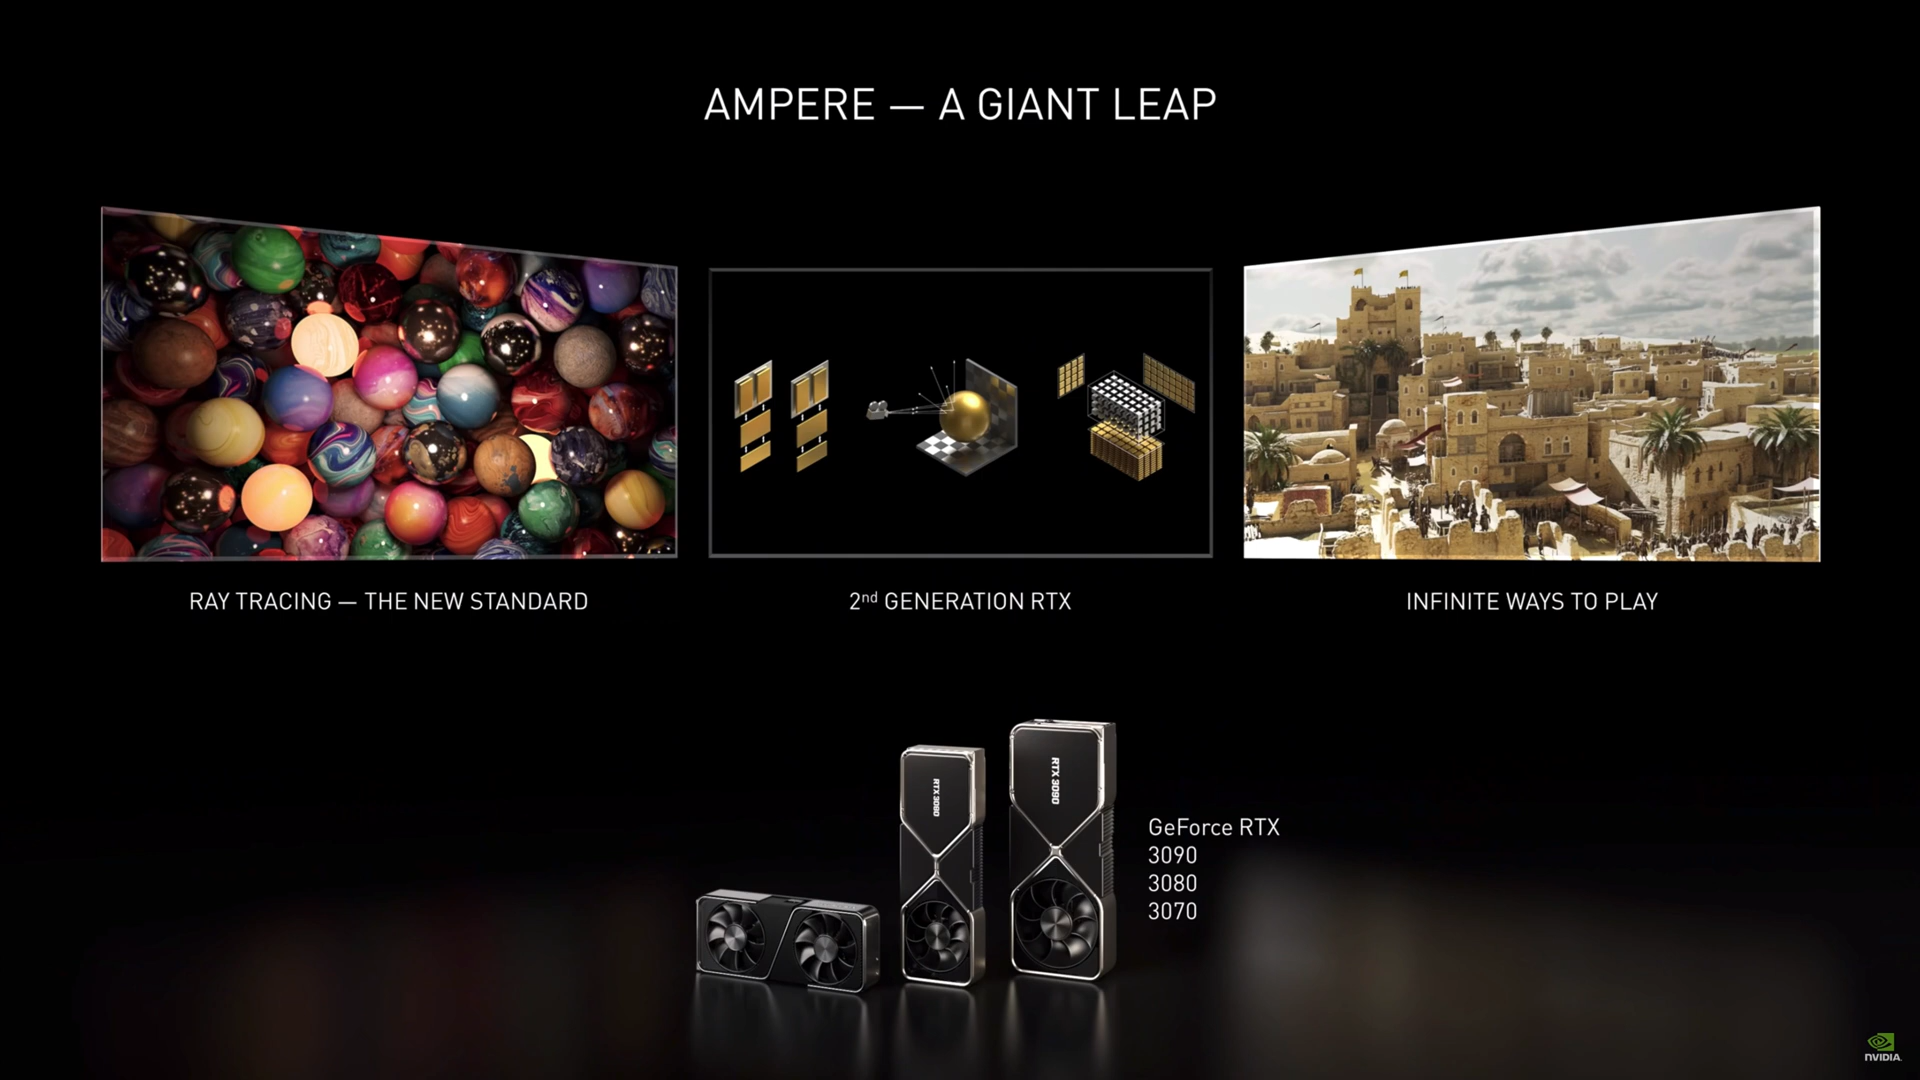 AMPERE — A GIANT LEAP
RAY TRACING — THE NEW STANDARD
2nd GENERATION RTX
INFINITE WAYS TO PLAY
RTX 3080
RTX 3090
GeForce RTX
3090
3080
3070
NVIDIA.